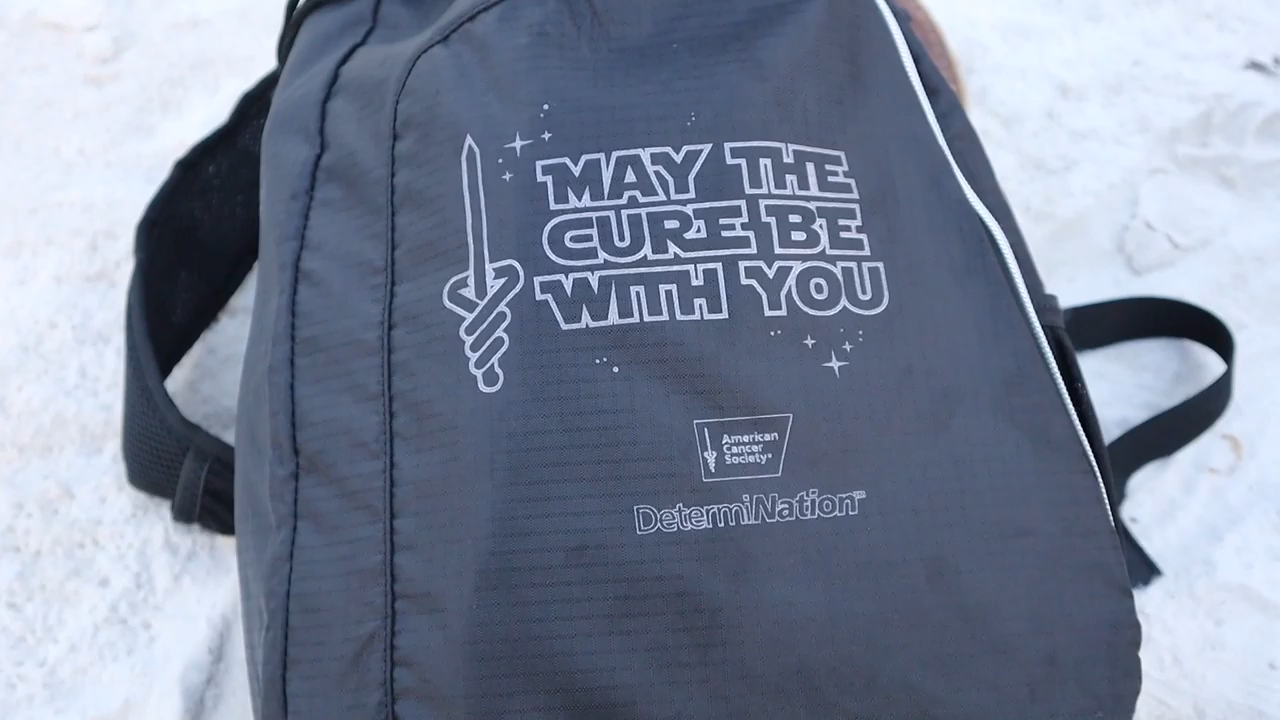 MAY THE
CURE BE
WITH YOU
American
Cancer
Society®
DetermiNation™